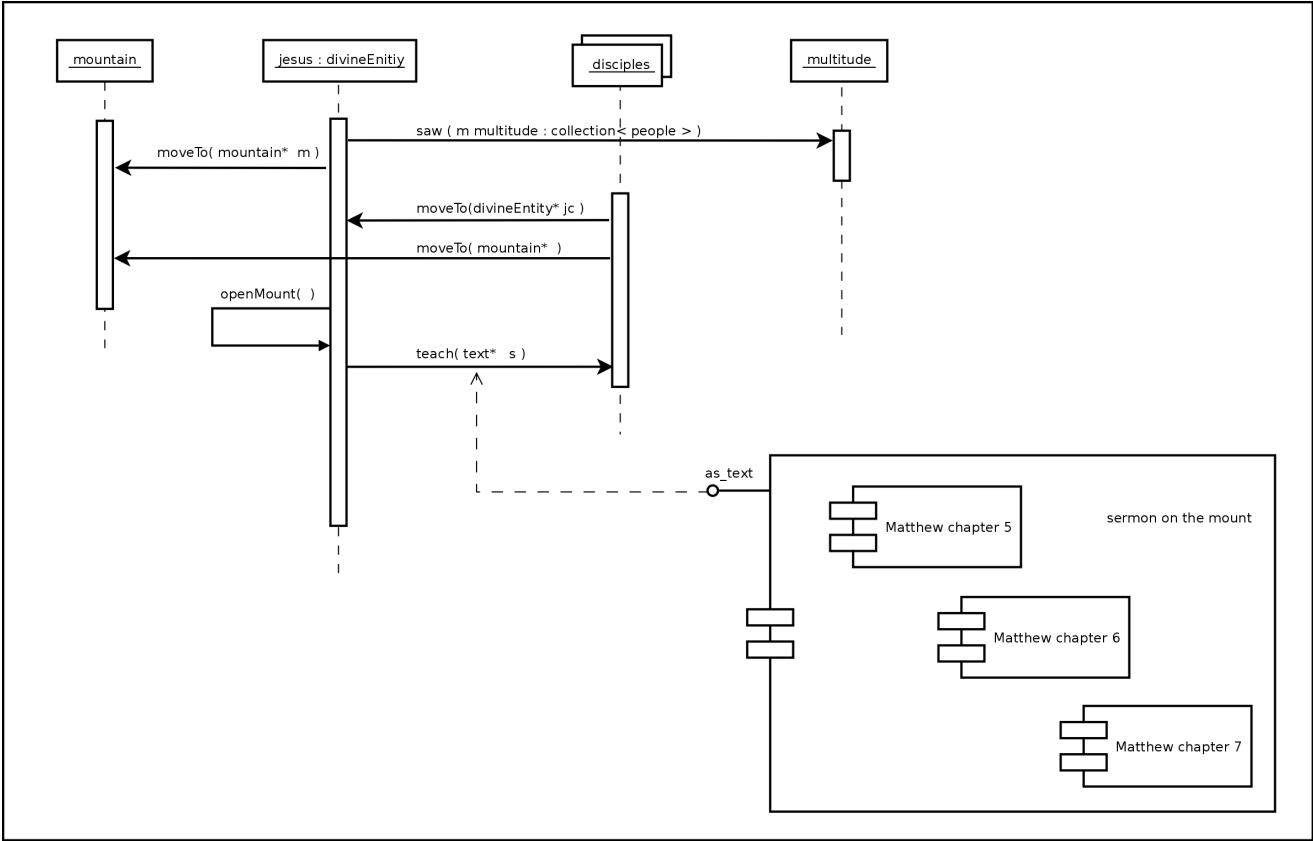 mountain
jesus : divineEnitiy
disciples
multitude
saw ( m multitude : collection< people > )
moveTo( mountain*  m )
moveTo(divineEntity* jc )
moveTo( mountain*  )
openMount(  )
teach( text*   s )
as_text
sermon on the mount
Matthew chapter 5
Matthew chapter 6
Matthew chapter 7